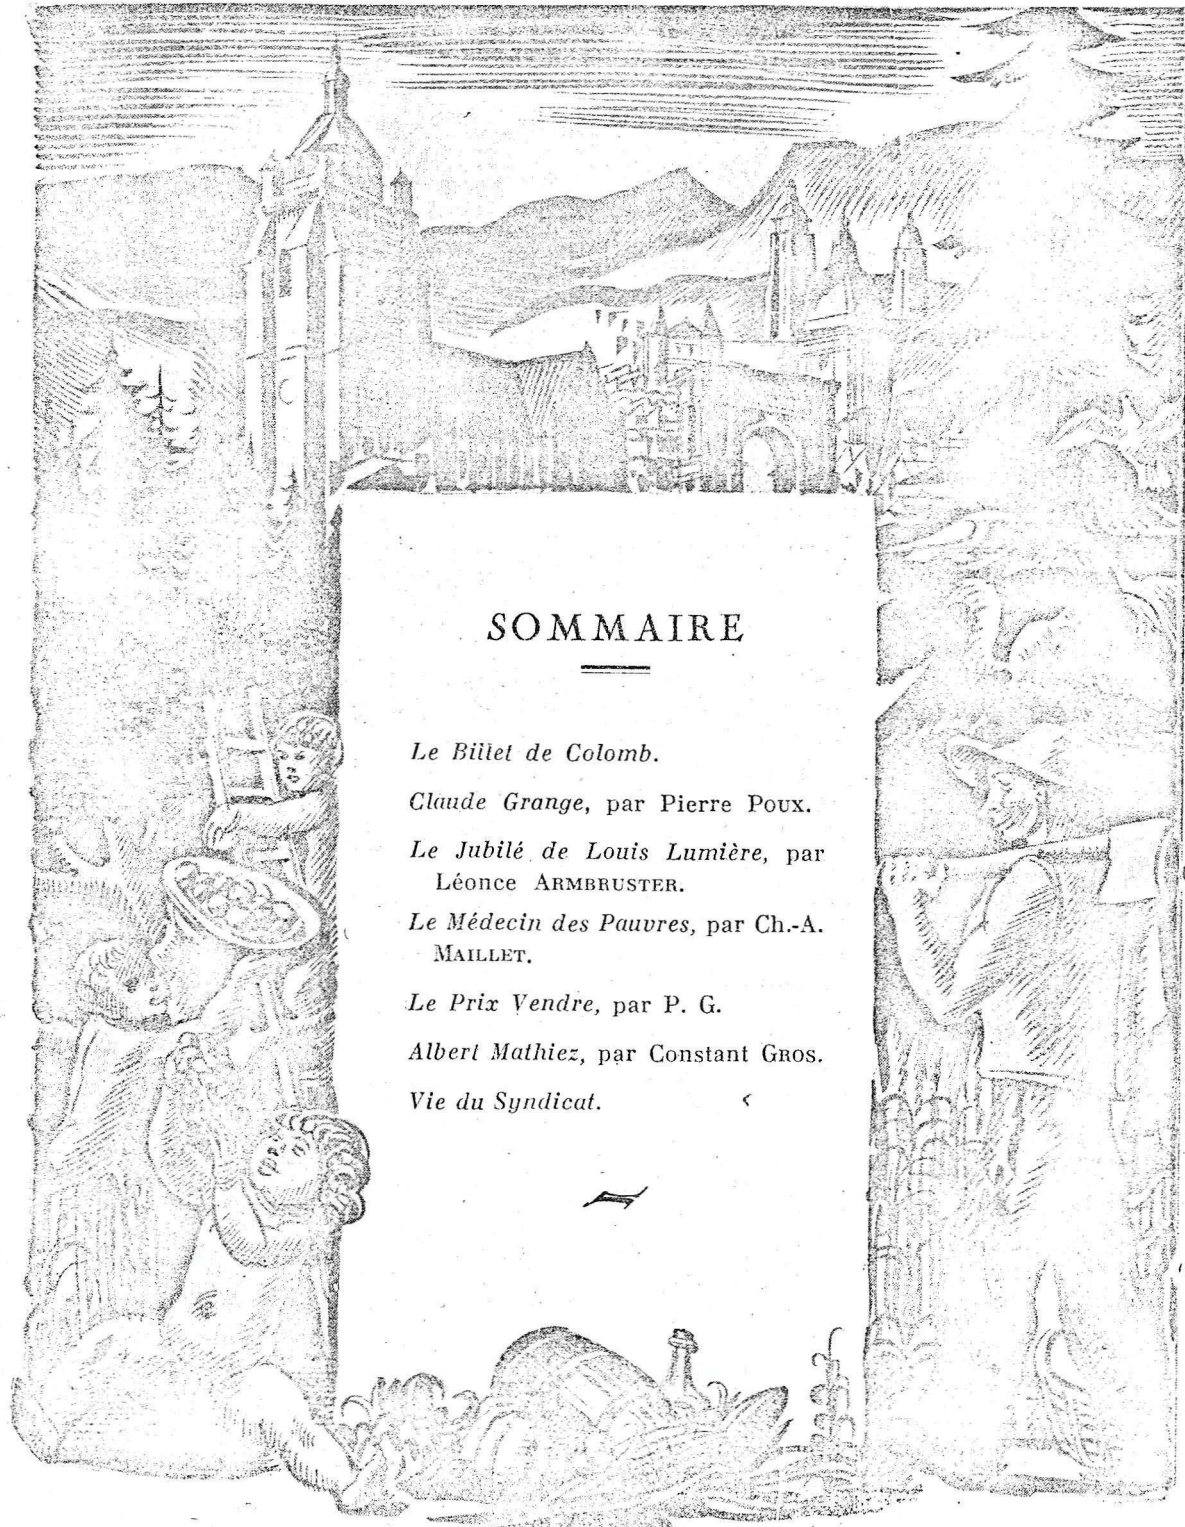 SOMMAIRE
Le Billet de Colomb.
Claude Grange, par Pierre Poux.
Le Jubilé de Louis Lumière, par
Léonce ARMBRUSTER.
Le Médecin des Pauvres, par Ch.-A.
MAILLET.
Le Prix Vendre, par P. G.
Albert Mathiez, par Constant GROS.
Vie du Syndicat.